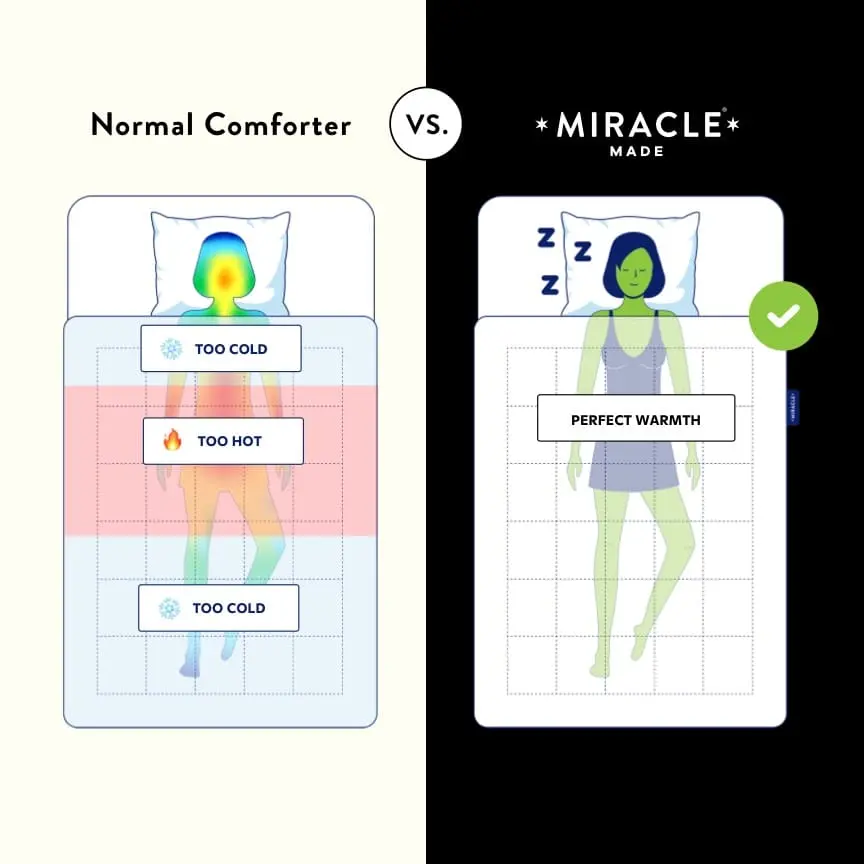 Normal Comforter
VS.
MIRACLE®
MADE
Z
Z
Z
TOO COLD
TOO HOT
PERFECT WARMTH
MIRACLE
TOO COLD